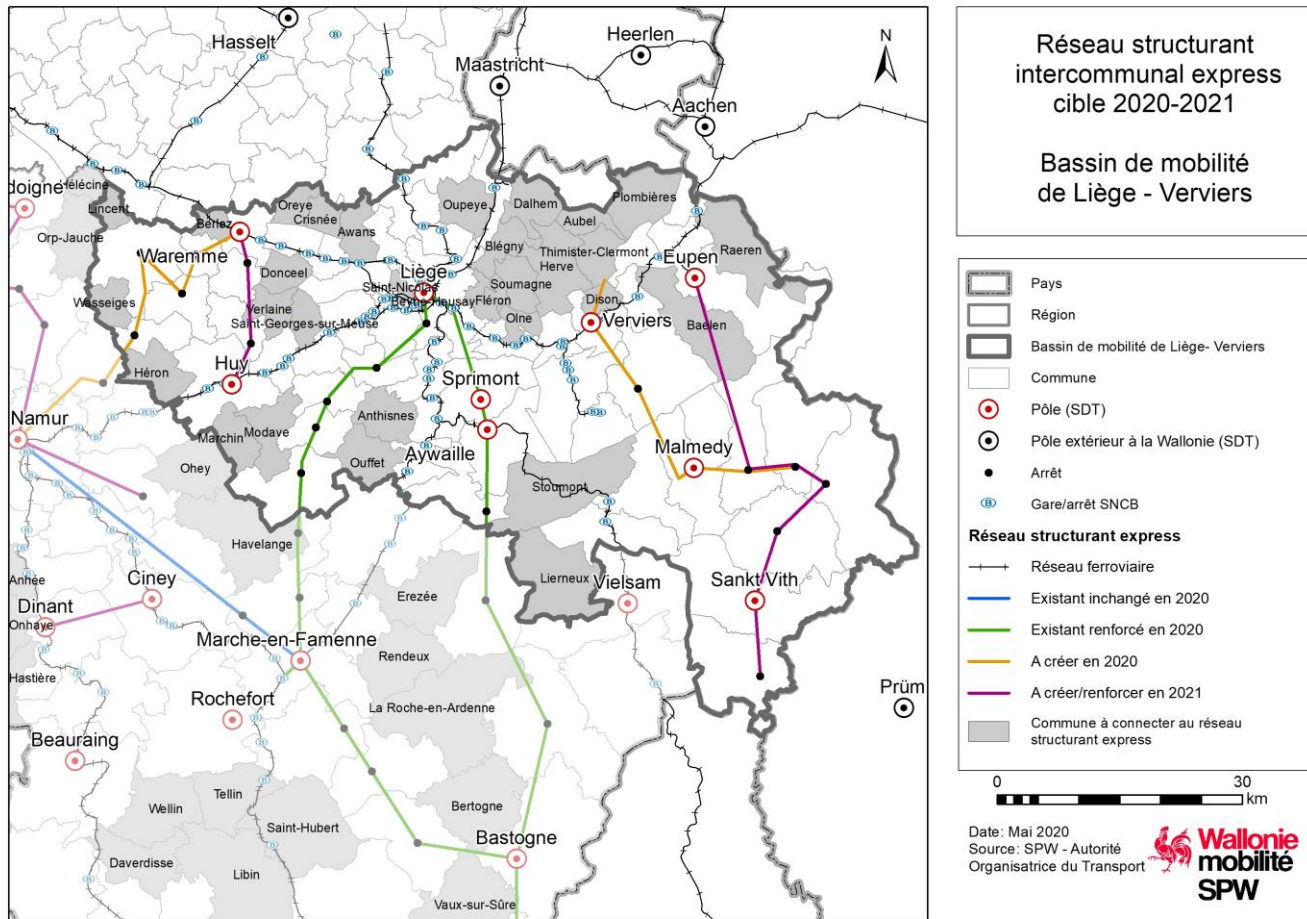 Hasselt
Heerlen
Maastricht
Aachen
N
doigne
Hélécine
Lincent
Orp-Jauche
Berloz
Oreye
Crisnée
Awans
Oupeye
Dalhem
Plombières
Aubel
Blégny
Thimister-Clermont
Herve
Raeren
Waremme
Donceel
Liège
Saint-Nicolas
Beyne-Heusay
Fléron
Soumagne
Eupen
Wasseiges
Verlaine
Saint-Georges-sur-Meuse
Olne
Dison
Verviers
Baelen
Héron
Huy
Sprimont
Namur
Marchin
Modave
Anthisnes
Ouffet
Aywaille
Malmedy
Ohey
Stoumont
Havelange
Anhée
Ciney
Erezée
Lierneux
Vielsam
Sankt Vith
Dinant
Onhaye
Marche-en-Famenne
Rendeux
Hastière
Rochefort
La Roche-en-Ardenne
Prüm
Beauraing
Wellin
Tellin
Saint-Hubert
Bertogne
Bastogne
Daverdisse
Libin
Vaux-sur-Sûre
Réseau structurant
intercommunal express
cible 2020-2021
Bassin de mobilité
de Liège - Verviers
Pays
Région
Bassin de mobilité de Liège- Verviers
Commune
Pôle (SDT)
Pôle extérieur à la Wallonie (SDT)
Arrêt
Gare/arrêt SNCB
Réseau structurant express
Réseau ferroviaire
Existant inchangé en 2020
Existant renforcé en 2020
A créer en 2020
A créer/renforcer en 2021
Commune à connecter au réseau
structurant express
0 30
km
Date: Mai 2020
Source: SPW - Autorité
Organisatrice du Transport
Wallonie
mobilité
SPW